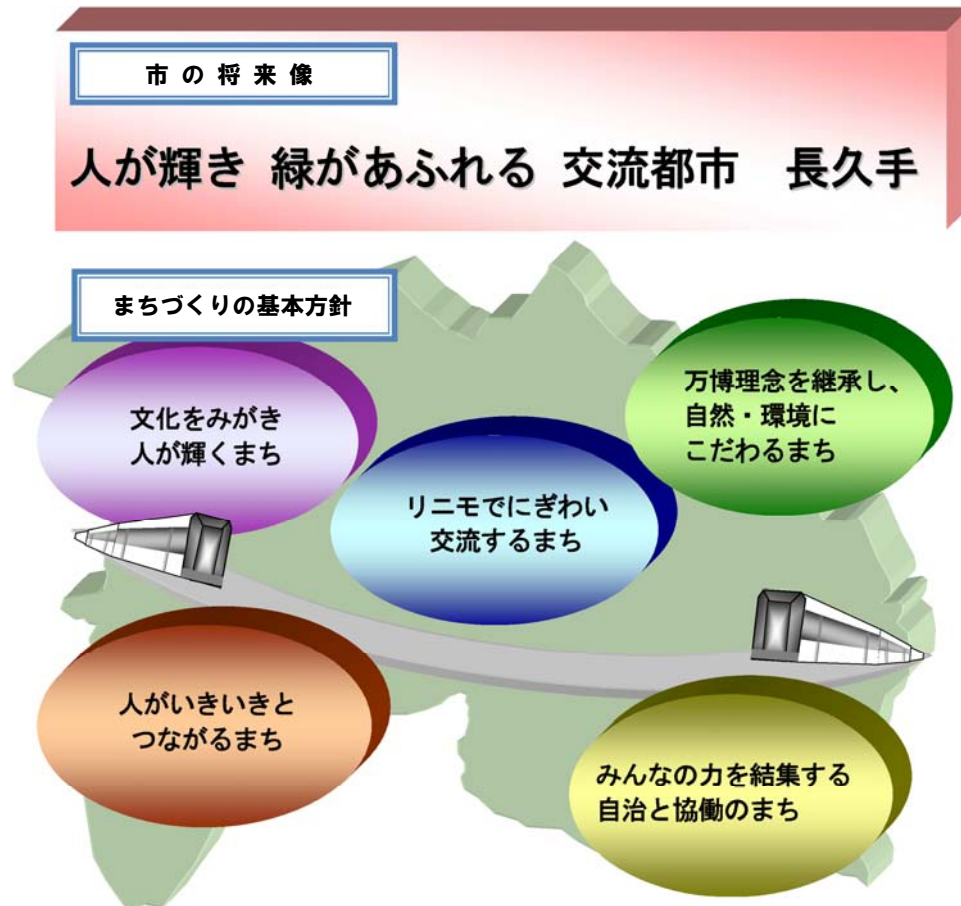 市の将来像
人が輝き 緑があふれる 交流都市　長久手
まちづくりの基本方針
文化をみがき
人が輝くまち
万博理念を継承し、
自然・環境に
こだわるまち
リニモでにぎわい
交流するまち
人がいきいきと
つながるまち
みんなの力を結集する
自治と協働のまち